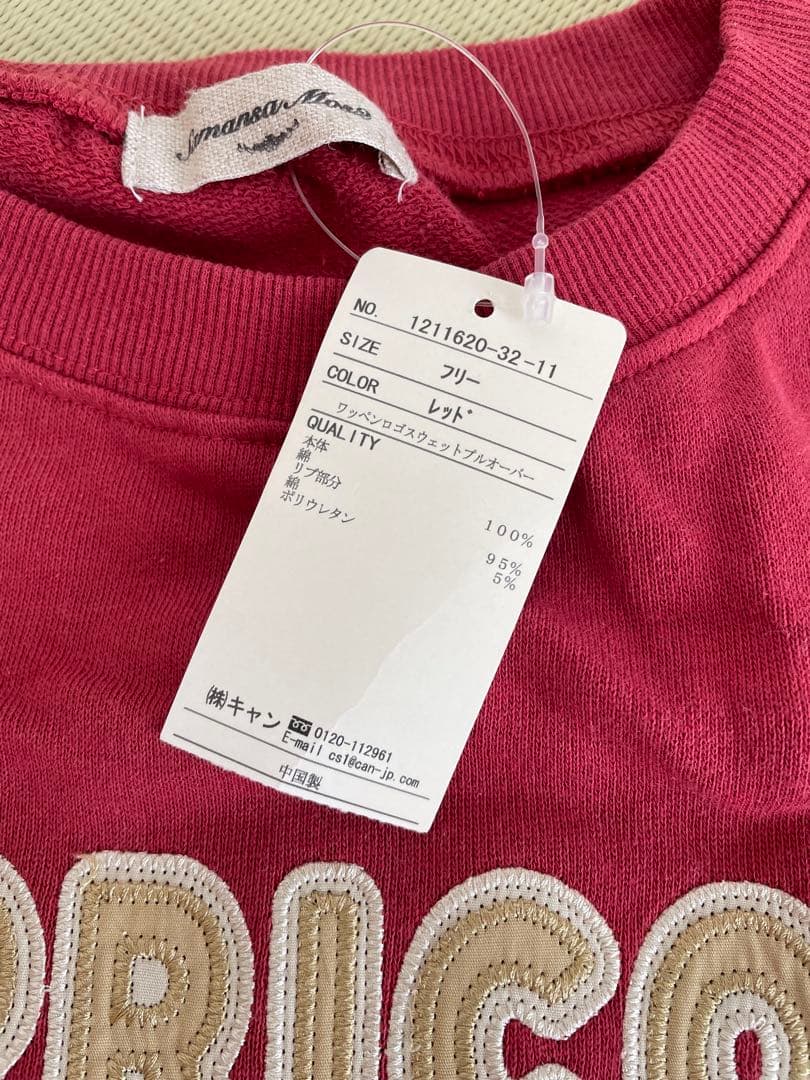 Samansa Mos2
NO. 1211620-32-11
SIZE フリー
COLOR レッド
ワッペンロゴスウェットプルオーバー
QUALITY
本体
綿 100%
リブ部分
綿 95%
ポリウレタン 5%
㈱キャン 0120-112961
E-mail cs1@can-jp.com
中国製
RICO